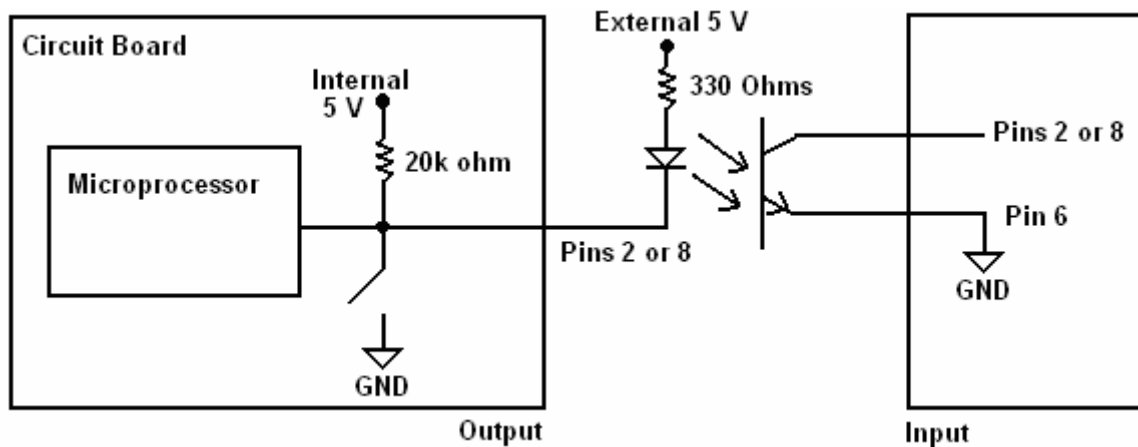 Circuit Board
External 5 V
Internal
5 V
330 Ohms
Pins 2 or 8
20k ohm
Microprocessor
Pin 6
Pins 2 or 8
GND
GND
Output
Input